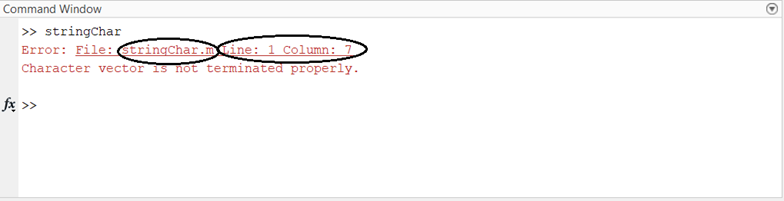 Command Window
>> stringChar
Error: File: stringChar.m Line: 1 Column: 7
Character vector is not terminated properly.
fx >>